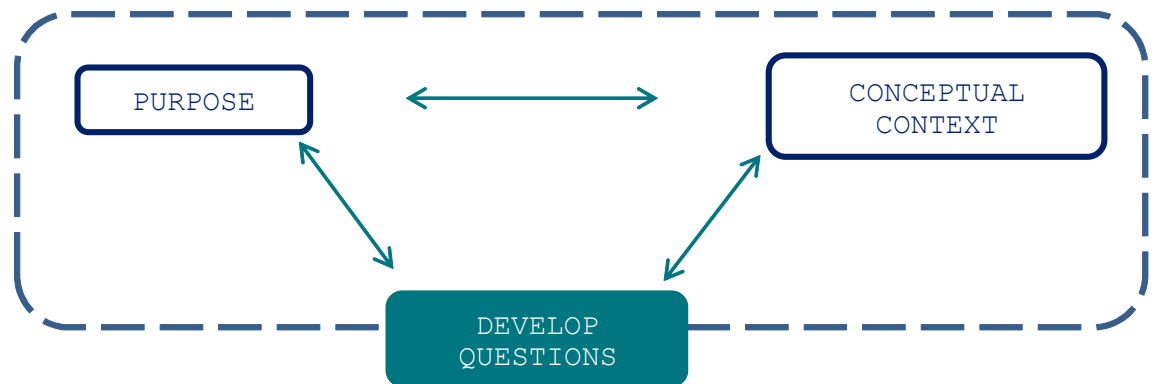 PURPOSE
CONCEPTUAL
CONTEXT
DEVELOP
QUESTIONS